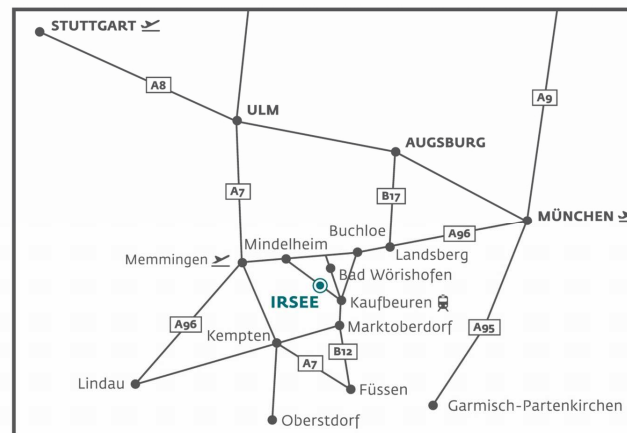 STUTTGART
A8
A9
ULM
AUGSBURG
A7
B17
MÜNCHEN
Buchloe
A96
Mindelheim
Landsberg
Memmingen
Bad Wörishofen
IRSEE
Kaufbeuren
A96
Marktoberdorf
A95
Kempten
B12
A7
Lindau
Füssen
Garmisch-Partenkirchen
Oberstdorf